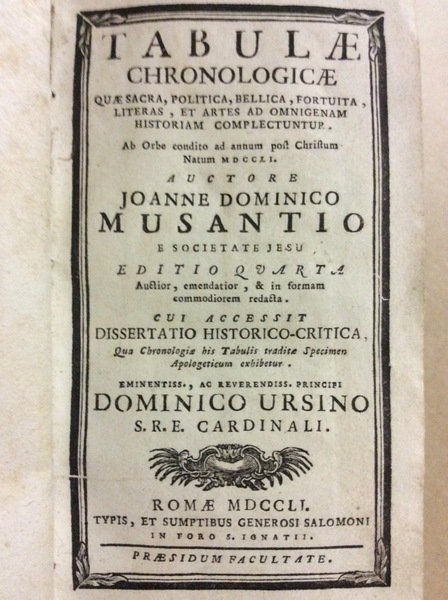 TABULÆ
CHRONOLOGICÆ
QUÆ SACRA, POLITICA, BELLICA, FORTUITA,
LITERAS, ET ARTES AD OMNIGENAM
HISTORIAM COMPLECTUNTUR.
Ab Orbe condito ad annum poſt Chriſtum
Natum MDCCLI.
AUCTORE
JOANNE DOMINICO
MUSANTIO
E SOCIETATE JESU
EDITIO QVARTA
Auctior, emendatior, & in formam
commodiorem redacta.
CUI ACCESSIT
DISSERTATIO HISTORICO-CRITICA,
Qua Chronologiæ his Tabulis traditæ Specimen
Apologeticum exhibetur.
EMINENTISS., AC REVERENDISS. PRINCIPI
DOMINICO URSINO
S.R.E. CARDINALI.
ROMÆ MDCCLI.
TYPIS, ET SUMPTIBUS GENEROSI SALOMONI
IN FORO S. IGNATII.
PRÆSIDUM FACULTATE.